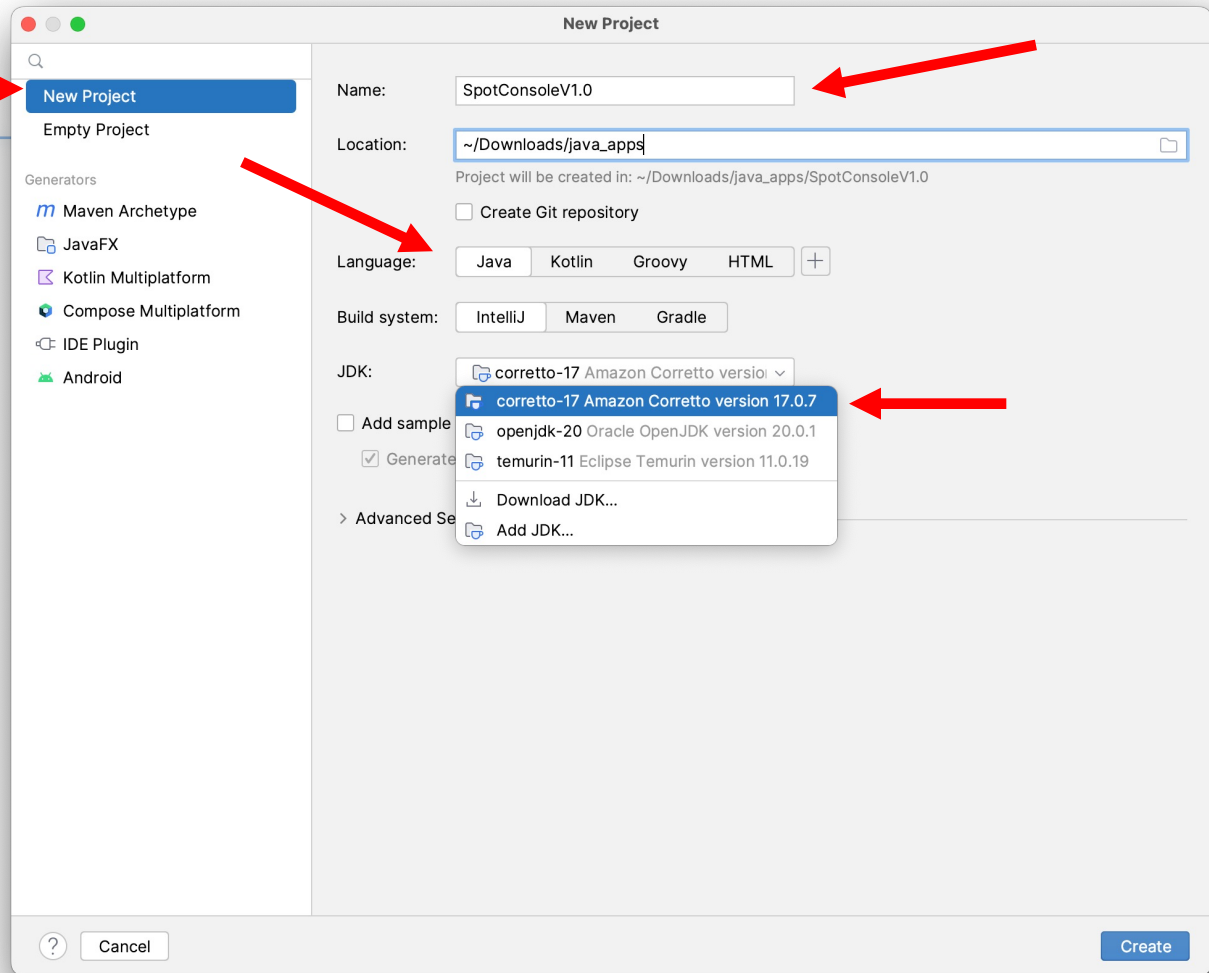 New Project
New Project
Empty Project
Generators
Maven Archetype
JavaFX
Kotlin Multiplatform
Compose Multiplatform
IDE Plugin
Android
Name: SpotConsoleV1.0
Location: ~/Downloads/java_apps
Project will be created in: ~/Downloads/java_apps/SpotConsoleV1.0
Create Git repository
Language: Java Kotlin Groovy HTML
Build system: IntelliJ Maven Gradle
JDK: corretto-17 Amazon Corretto versio
corretto-17 Amazon Corretto version 17.0.7
Add sample
openjdk-20 Oracle OpenJDK version 20.0.1
Generate
temurin-11 Eclipse Temurin version 11.0.19
Download JDK...
Advanced Se
Add JDK...
? Cancel Create